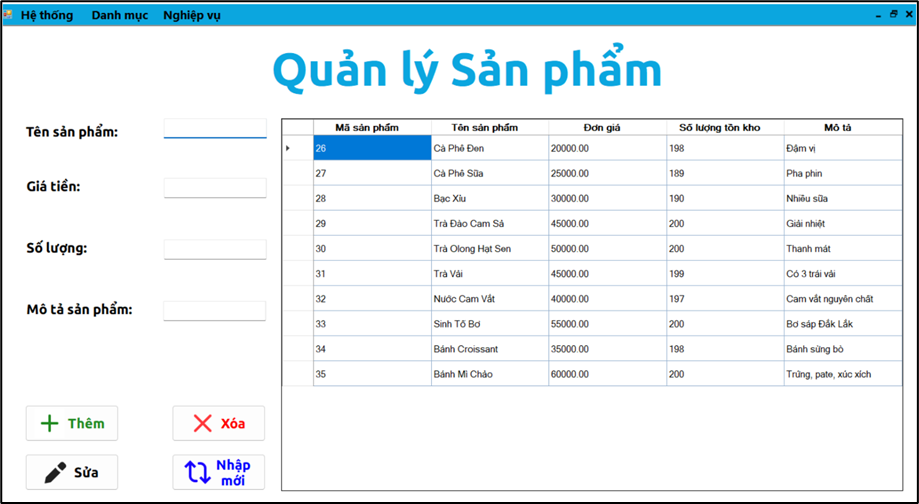 Hệ thống Danh mục Nghiệp vụ
Quản lý Sản phẩm
Tên sản phẩm:
Giá tiền:
Số lượng:
Mô tả sản phẩm:
Mã sản phẩm Tên sản phẩm Đơn giá Số lượng tồn kho Mô tả
26 Cà Phê Đen 20000.00 198 Đậm vị
27 Cà Phê Sữa 25000.00 189 Pha phin
28 Bạc Xỉu 30000.00 190 Nhiều sữa
29 Trà Đào Cam Sả 45000.00 200 Giải nhiệt
30 Trà Olong Hạt Sen 50000.00 200 Thanh mát
31 Trà Vải 45000.00 199 Có 3 trái vải
32 Nước Cam Vắt 40000.00 197 Cam vắt nguyên chất
33 Sinh Tố Bơ 55000.00 200 Bơ sáp Đắk Lắk
34 Bánh Croissant 35000.00 198 Bánh sừng bò
35 Bánh Mì Chảo 60000.00 200 Trứng, pate, xúc xích
Thêm
Xóa
Sửa
Nhập
mới